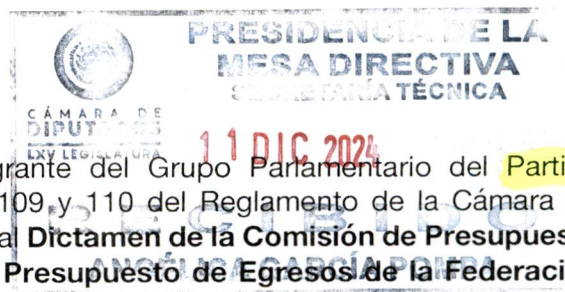 PRESIDENCIA DE LA
MESA DIRECTIVA
SECRETARÍA TÉCNICA
CÁMARA DE
DIPUTADOS
LXV LEGISLATURA
11 DIC 2024
grante del Grupo Parlamentario del Parti
109 y 110 del Reglamento de la Cámara
RECIBIDO
al Dictamen de la Comisión de Presupues
ANGÉLICA GARCÍA
Presupuesto de Egresos de la Federaci